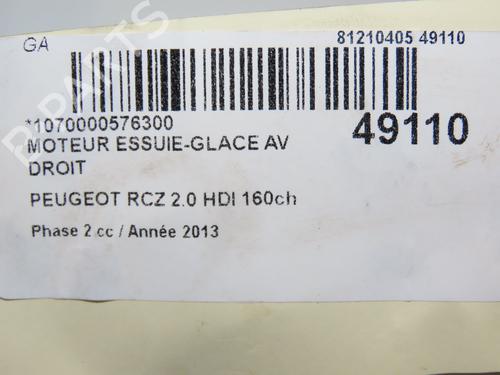 GA
81210405 49110
*1070000576300
49110
MOTEUR ESSUIE-GLACE AV
DROIT
PEUGEOT RCZ 2.0 HDI 160ch
Phase 2 cc / Année 2013
B-PARTS